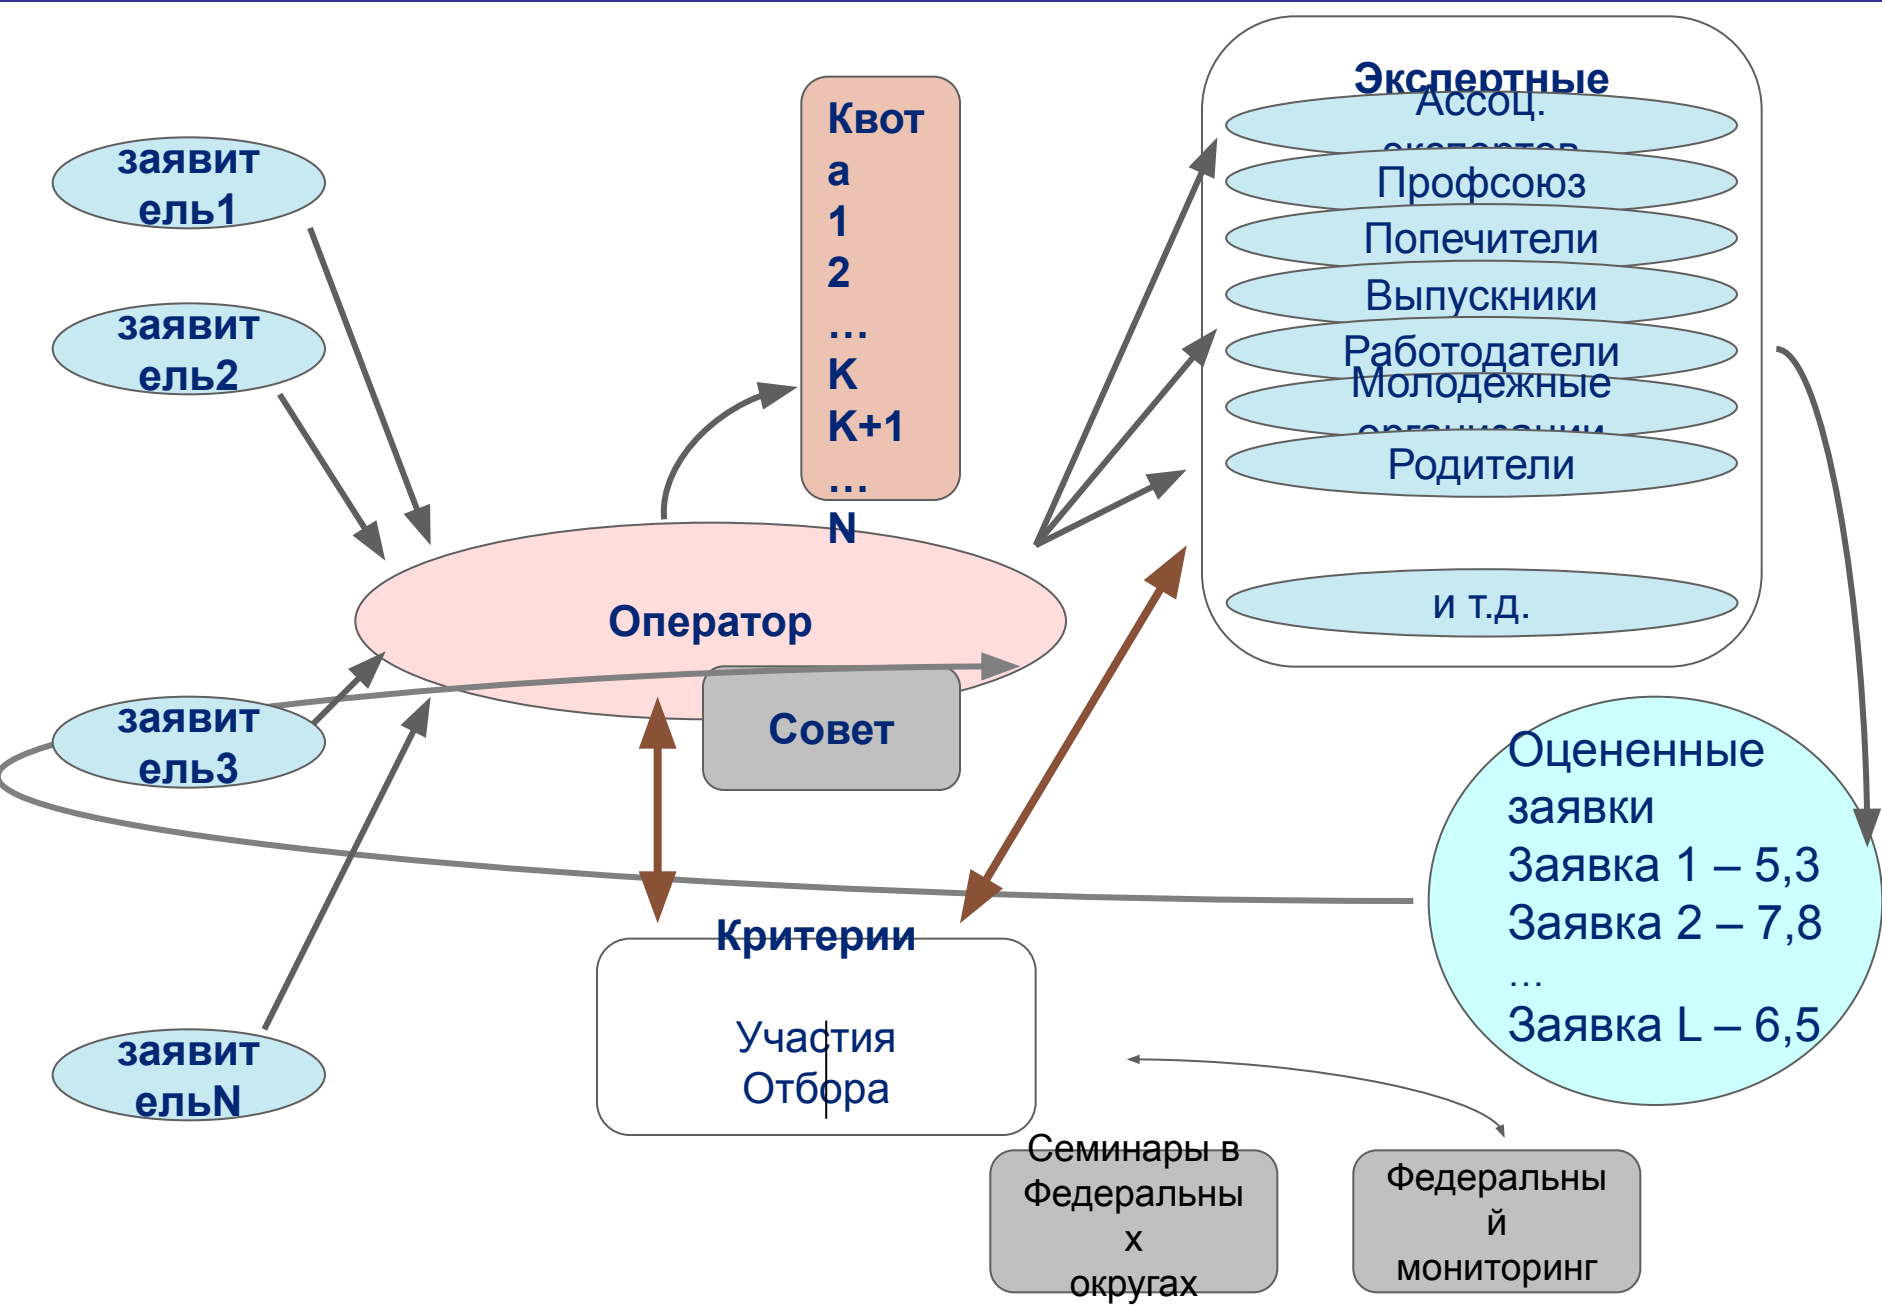 заявит
ель1
заявит
ель2
заявит
ель3
заявит
ельN
Квот
а
1
2
…
K
K+1
…
N
Оператор
Совет
Критерии
Участия
Отбора
Экспертные
Ассоц.
экспертов
Профсоюз
Попечители
Выпускники
Работодатели
Молодежные
организации
Родители
и т.д.
Оцененные
заявки
Заявка 1 – 5,3
Заявка 2 – 7,8
…
Заявка L – 6,5
Семинары в
Федеральны
х
округах
Федеральны
й
мониторинг